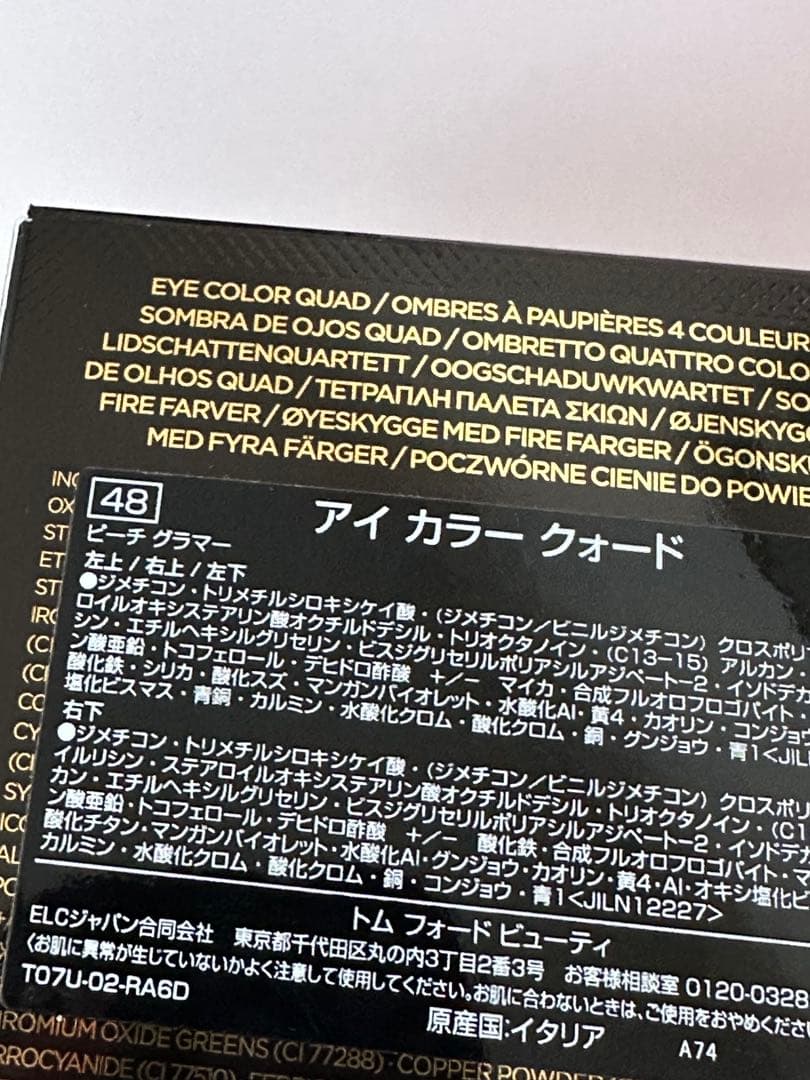 EYE COLOR QUAD / OMBRES À PAUPIÈRES 4 COULEUR
SOMBRA DE OJOS QUAD / OMBRETTO QUATTRO COLO
LIDSCHATTENQUARTETT / OOGSCHADUWKWARTET / SO
DE OLHOS QUAD / ΤΕΤΡΑΠΛΗ ΠΑΛΕΤΑ ΣΚΙΩΝ / ØJENSKYGG
FIRE FARVER / ØYESKYGGE MED FIRE FARGER / ÖGONSK
MED FYRA FÄRGER / POCZWÓRNE CIENIE DO POWIE
48
アイ カラー クォード
ピーチ グラマー
左上 / 右上 / 左下
●ジメチコン・トリメチルシロキシケイ酸・(ジメチコン/ビニルジメチコン) クロスポリ
ロイルオキシステアリン酸オクチルドデシル・トリオクタノイン・(C13-15) アルカン・
シン・エチルヘキシルグリセリン・ビスジグリセリルポリアシルアジペート-2・イソドデカ
ン酸亜鉛・トコフェロール・デヒドロ酢酸 +/- マイカ・合成フルオロフロゴパイト・
酸化鉄・シリカ・酸化スズ・マンガンバイオレット・水酸化Al・黄4・カオリン・コンジョウ
塩化ビスマス・青銅・カルミン・水酸化クロム・酸化クロム・銅・グンジョウ・青1<JILN
右下
●ジメチコン・トリメチルシロキシケイ酸・(ジメチコン/ビニルジメチコン) クロスポリ
イルリシン・ステアロイルオキシステアリン酸オクチルドデシル・トリオクタノイン・(C1
カン・エチルヘキシルグリセリン・ビスジグリセリルポリアシルアジペート-2・イソドデカ
ン酸亜鉛・トコフェロール・デヒドロ酢酸 +/- 酸化鉄・合成フルオロフロゴパイト・マ
酸化チタン・マンガンバイオレット・水酸化Al・グンジョウ・カオリン・黄4・Al・オキシ塩化ビ
カルミン・水酸化クロム・酸化クロム・銅・コンジョウ・青1<JILN12227>
トム フォード ビューティ
ELCジャパン合同会社 東京都千代田区丸の内3丁目2番3号 お客様相談室 0120-0328
〈お肌に異常が生じていないかよく注意して使用してください。お肌に合わないときは、ご使用をおやめくださ
T07U-02-RA6D
原産国:イタリア
A74
HROMIUM OXIDE GREENS (CI 77288) · COPPER POWDER
RROCYANIDE (CI 77510)